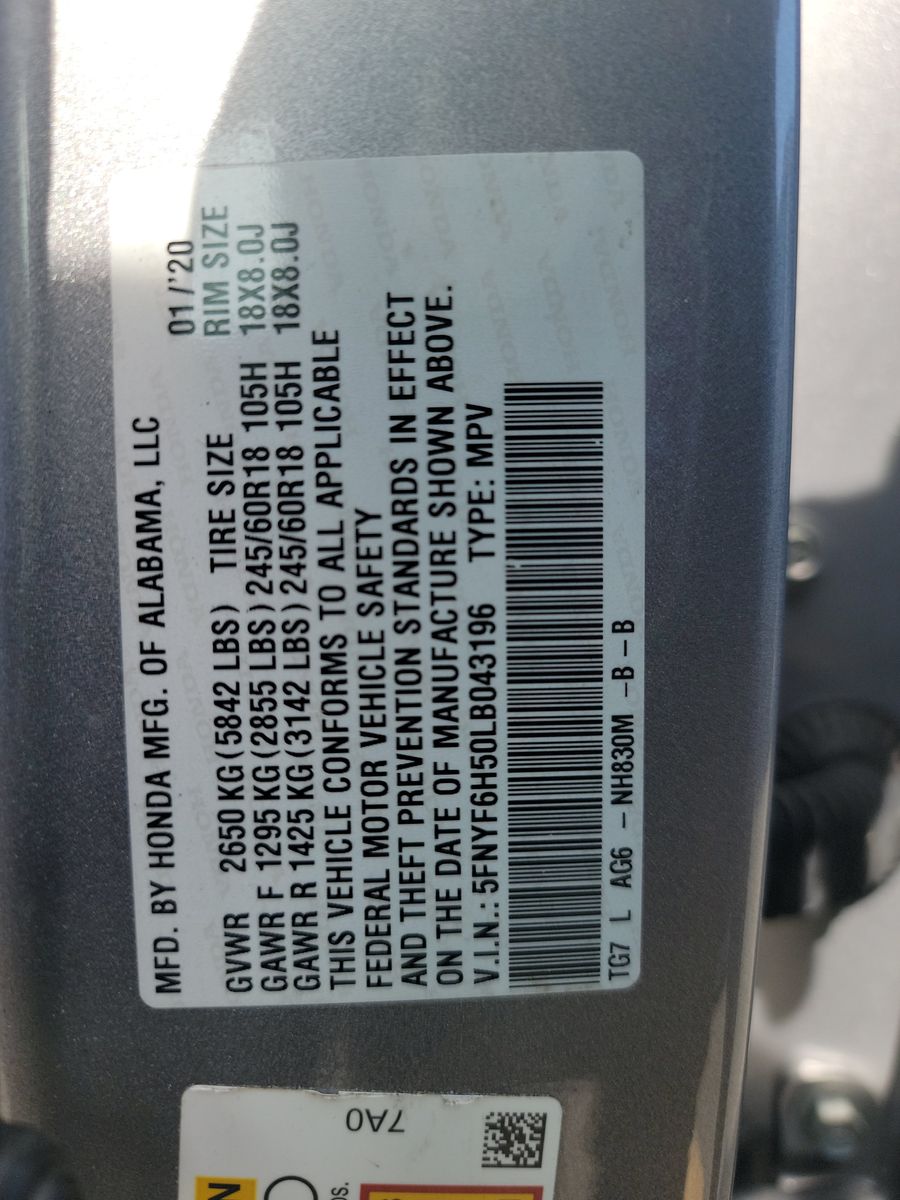 MFD. BY HONDA MFG. OF ALABAMA, LLC 01/'20
GVWR 2650 KG (5842 LBS) TIRE SIZE RIM SIZE
GAWR F 1295 KG (2855 LBS) 245/60R18 105H 18X8.0J
GAWR R 1425 KG (3142 LBS) 245/60R18 105H 18X8.0J
THIS VEHICLE CONFORMS TO ALL APPLICABLE
FEDERAL MOTOR VEHICLE SAFETY
AND THEFT PREVENTION STANDARDS IN EFFECT
ON THE DATE OF MANUFACTURE SHOWN ABOVE.
V.I.N.: 5FNYF6H50LB043196 TYPE: MPV
TG7 L AG6 -NH830M -B-B
7A0